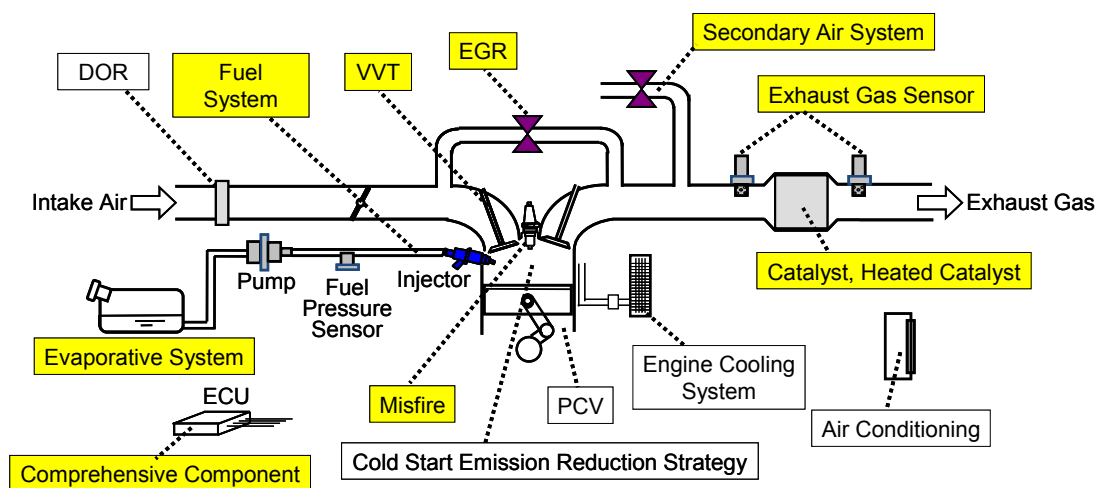 DOR
Fuel
System
VVT
EGR
Secondary Air System
Exhaust Gas Sensor
Intake Air
Exhaust Gas
Pump
Fuel
Pressure
Sensor
Injector
Catalyst, Heated Catalyst
Evaporative System
Misfire
PCV
Engine Cooling
System
Air Conditioning
ECU
Comprehensive Component
Cold Start Emission Reduction Strategy